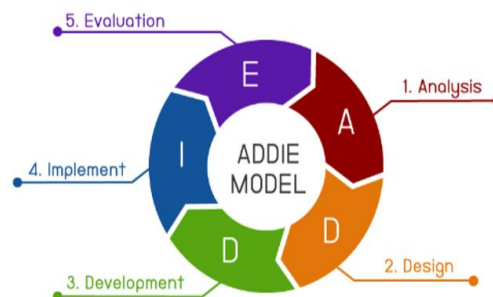 5. Evaluation
1. Analysis
E
A
I
ADDIE
MODEL
4. Implement
D
D
3. Development
2. Design